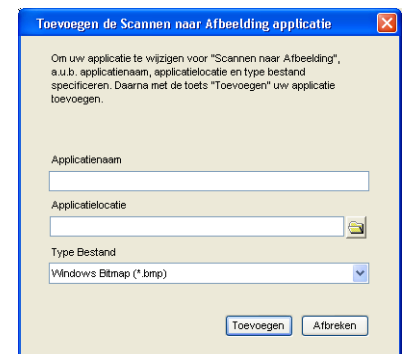 Toevoegen de Scannen naar Afbeelding applicatie
Om uw applicatie te wijzigen voor "Scannen naar Afbeelding",
a.u.b. applicatienaam, applicatielocatie en type bestand
specificeren. Daarna met de toets "Toevoegen" uw applicatie
toevoegen.
Applicatienaam
Applicatielocatie
Type Bestand
Windows Bitmap (*.bmp)
Toevoegen
Afbreken